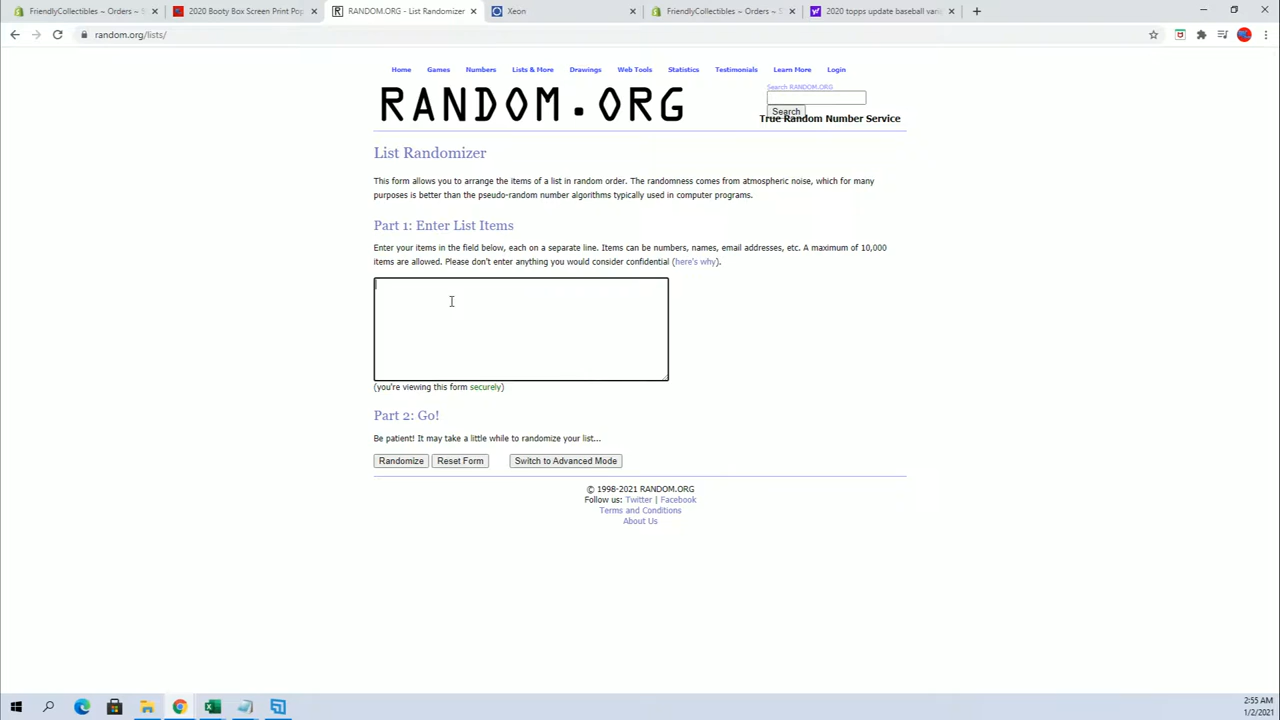 FriendlyCollectibles ~ Orders ~ S
2020 Booty Box Screen Print Pop
RANDOM.ORG - List Randomizer
Xeon
FriendlyCollectibles ~ Orders ~ S
2020 topps update baseball vari
random.org/lists/
Home Games Numbers Lists & More Drawings Web Tools Statistics Testimonials Learn More Login
Search RANDOM.ORG
RANDOM.ORG
Search
True Random Number Service
List Randomizer
This form allows you to arrange the items of a list in random order. The randomness comes from atmospheric noise, which for many
purposes is better than the pseudo-random number algorithms typically used in computer programs.
Part 1: Enter List Items
Enter your items in the field below, each on a separate line. Items can be numbers, names, email addresses, etc. A maximum of 10,000
items are allowed. Please don't enter anything you would consider confidential (here's why).
(you're viewing this form securely)
Part 2: Go!
Be patient! It may take a little while to randomize your list...
Randomize Reset Form Switch to Advanced Mode
© 1998-2021 RANDOM.ORG
Follow us: Twitter | Facebook
Terms and Conditions
About Us
2:55 AM
1/2/2021